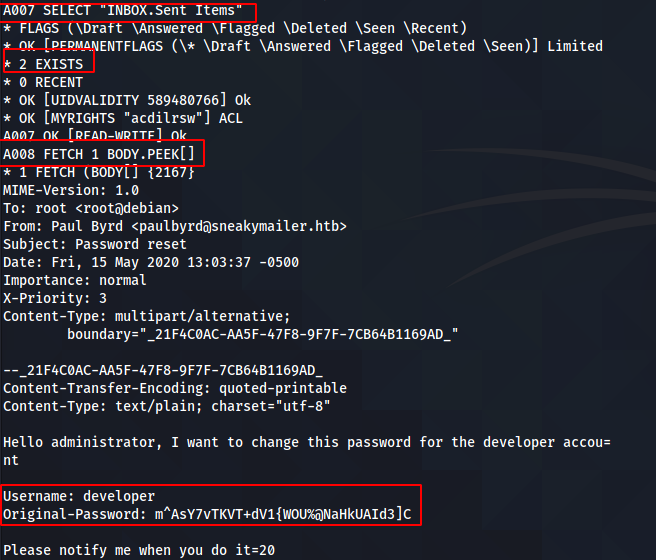 A007 SELECT "INBOX.Sent Items"
* FLAGS (\Draft \Answered \Flagged \Deleted \Seen \Recent)
* OK [PERMANENTFLAGS (\* \Draft \Answered \Flagged \Deleted \Seen)] Limited
* 2 EXISTS
* 0 RECENT
* OK [UIDVALIDITY 589480766] Ok
* OK [MYRIGHTS "acdilrsw"] ACL
A007 OK [READ-WRITE] Ok
A008 FETCH 1 BODY.PEEK[]
* 1 FETCH (BODY[] {2167}
MIME-Version: 1.0
To: root <root@debian>
From: Paul Byrd <paulbyrd@sneakymailer.htb>
Subject: Password reset
Date: Fri, 15 May 2020 13:03:37 -0500
Importance: normal
X-Priority: 3
Content-Type: multipart/alternative;
boundary="_21F4C0AC-AA5F-47F8-9F7F-7CB64B1169AD_"
--_21F4C0AC-AA5F-47F8-9F7F-7CB64B1169AD_
Content-Transfer-Encoding: quoted-printable
Content-Type: text/plain; charset="utf-8"
Hello administrator, I want to change this password for the developer accou=
nt
Username: developer
Original-Password: m^AsY7vTKVT+dV1{WOU%@NaHkUAId3]C
Please notify me when you do it=20